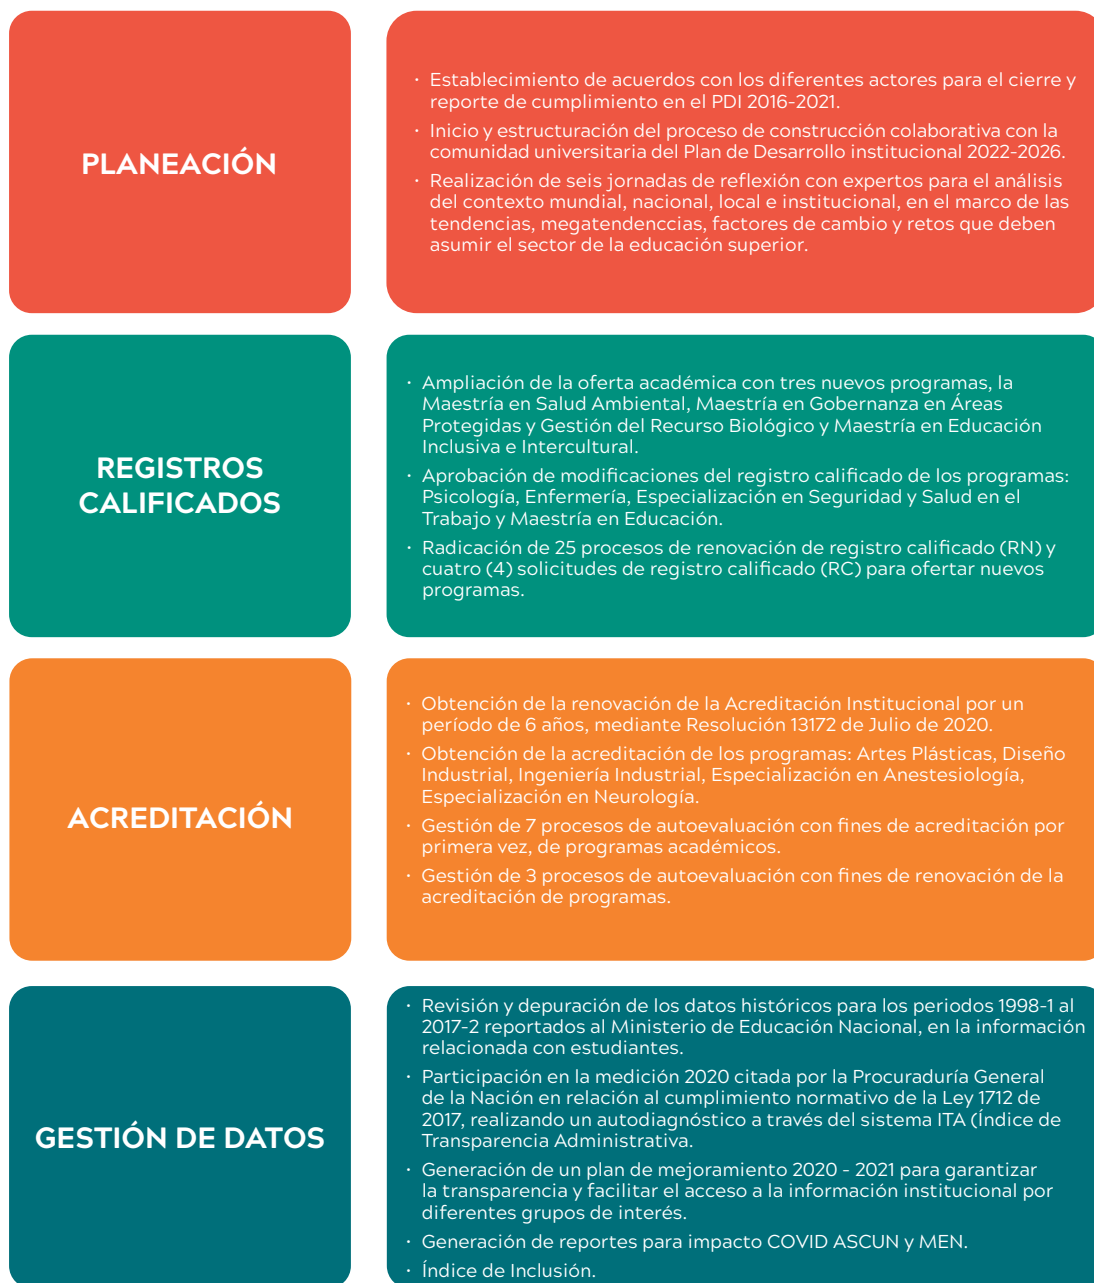 PLANEACIÓN
· Establecimiento de acuerdos con los diferentes actores para el cierre y
reporte de cumplimiento en el PDI 2016-2021.
· Inicio y estructuración del proceso de construcción colaborativa con la
comunidad universitaria del Plan de Desarrollo institucional 2022-2026.
· Realización de seis jornadas de reflexión con expertos para el análisis
del contexto mundial, nacional, local e institucional, en el marco de las
tendencias, megatendenccias, factores de cambio y retos que deben
asumir el sector de la educación superior.
REGISTROS
CALIFICADOS
· Ampliación de la oferta académica con tres nuevos programas, la
Maestría en Salud Ambiental, Maestría en Gobernanza en Áreas
Protegidas y Gestión del Recurso Biológico y Maestría en Educación
Inclusiva e Intercultural.
· Aprobación de modificaciones del registro calificado de los programas:
Psicología, Enfermería, Especialización en Seguridad y Salud en el
Trabajo y Maestría en Educación.
· Radicación de 25 procesos de renovación de registro calificado (RN) y
cuatro (4) solicitudes de registro calificado (RC) para ofertar nuevos
programas.
ACREDITACIÓN
· Obtención de la renovación de la Acreditación Institucional por un
período de 6 años, mediante Resolución 13172 de Julio de 2020.
· Obtención de la acreditación de los programas: Artes Plásticas, Diseño
Industrial, Ingeniería Industrial, Especialización en Anestesiología,
Especialización en Neurología.
· Gestión de 7 procesos de autoevaluación con fines de acreditación por
primera vez, de programas académicos.
· Gestión de 3 procesos de autoevaluación con fines de renovación de la
acreditación de programas.
GESTIÓN DE DATOS
· Revisión y depuración de los datos históricos para los periodos 1998-1 al
2017-2 reportados al Ministerio de Educación Nacional, en la información
relacionada con estudiantes.
· Participación en la medición 2020 citada por la Procuraduría General
de la Nación en relación al cumplimiento normativo de la Ley 1712 de
2017, realizando un autodiagnóstico a través del sistema ITA (Índice de
Transparencia Administrativa.
· Generación de un plan de mejoramiento 2020 - 2021 para garantizar
la transparencia y facilitar el acceso a la información institucional por
diferentes grupos de interés.
· Generación de reportes para impacto COVID ASCUN y MEN.
· Índice de Inclusión.